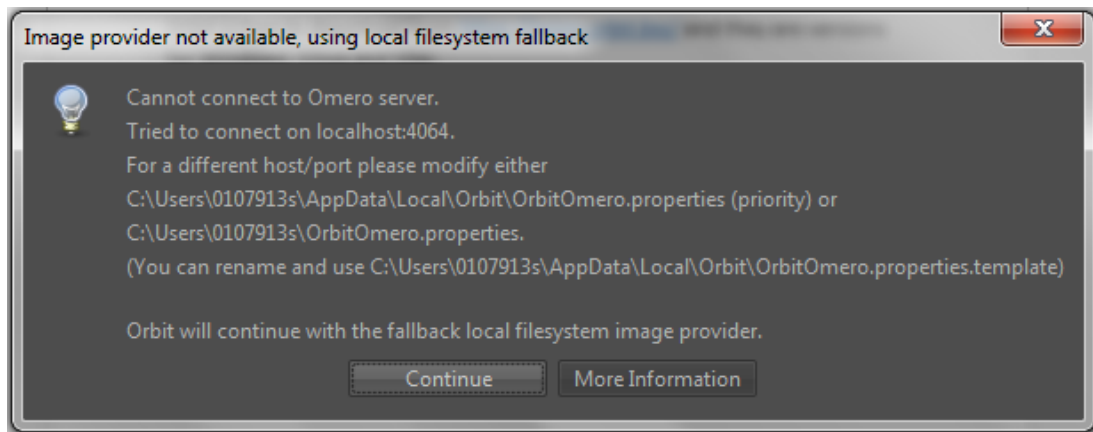 Image provider not available, using local filesystem fallback
Cannot connect to Omero server.
Tried to connect on localhost:4064.
For a different host/port please modify either
C:\Users\0107913s\AppData\Local\Orbit\OrbitOmero.properties (priority) or
C:\Users\0107913s\OrbitOmero.properties.
(You can rename and use C:\Users\0107913s\AppData\Local\Orbit\OrbitOmero.properties.template)
Orbit will continue with the fallback local filesystem image provider.
Continue More Information